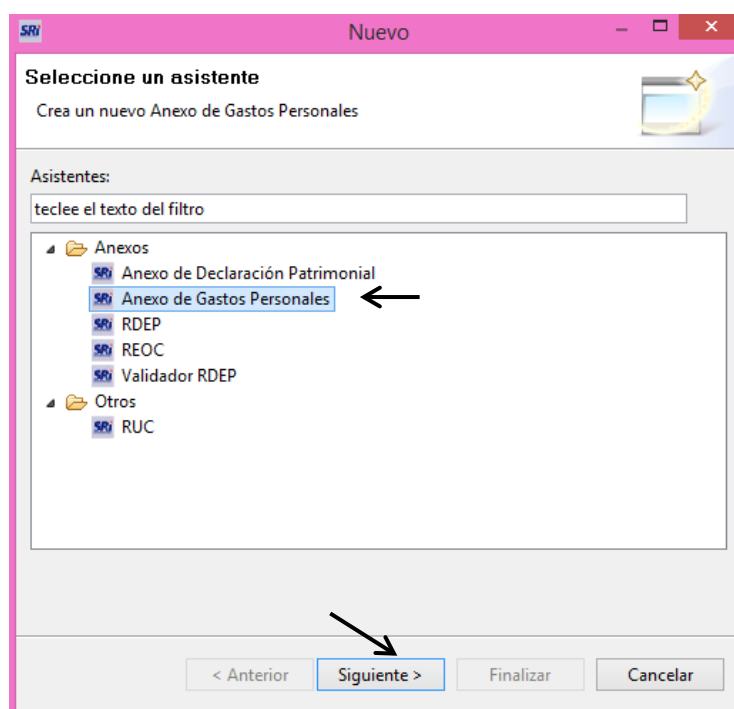 SRi Nuevo
Seleccione un asistente
Crea un nuevo Anexo de Gastos Personales
Asistentes:
teclee el texto del filtro
Anexos
SRi Anexo de Declaración Patrimonial
SRi Anexo de Gastos Personales
SRi RDEP
SRi REOC
SRi Validador RDEP
Otros
SRi RUC
< Anterior Siguiente > Finalizar Cancelar